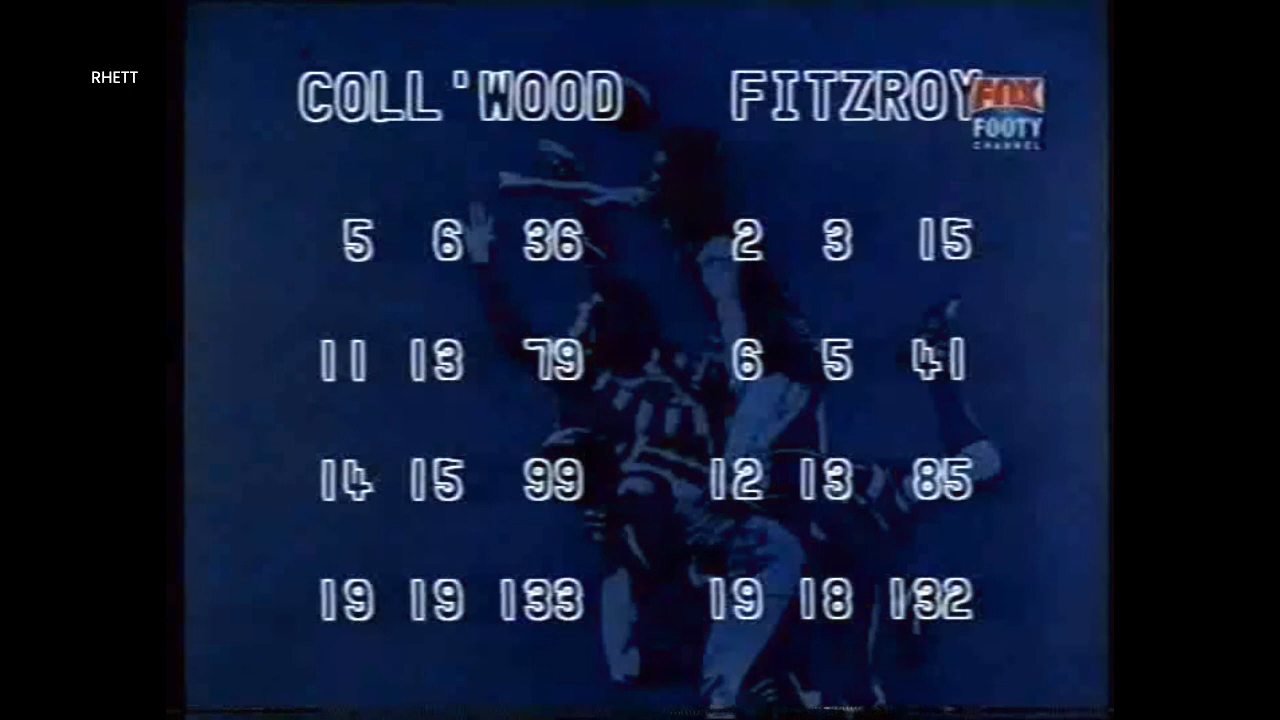 RHETT
COLL'WOOD FITZROY
FOX
FOOTY
CHANNEL
5 6 36 2 3 15
11 13 79 6 5 41
14 15 99 12 13 85
19 19 133 19 18 132